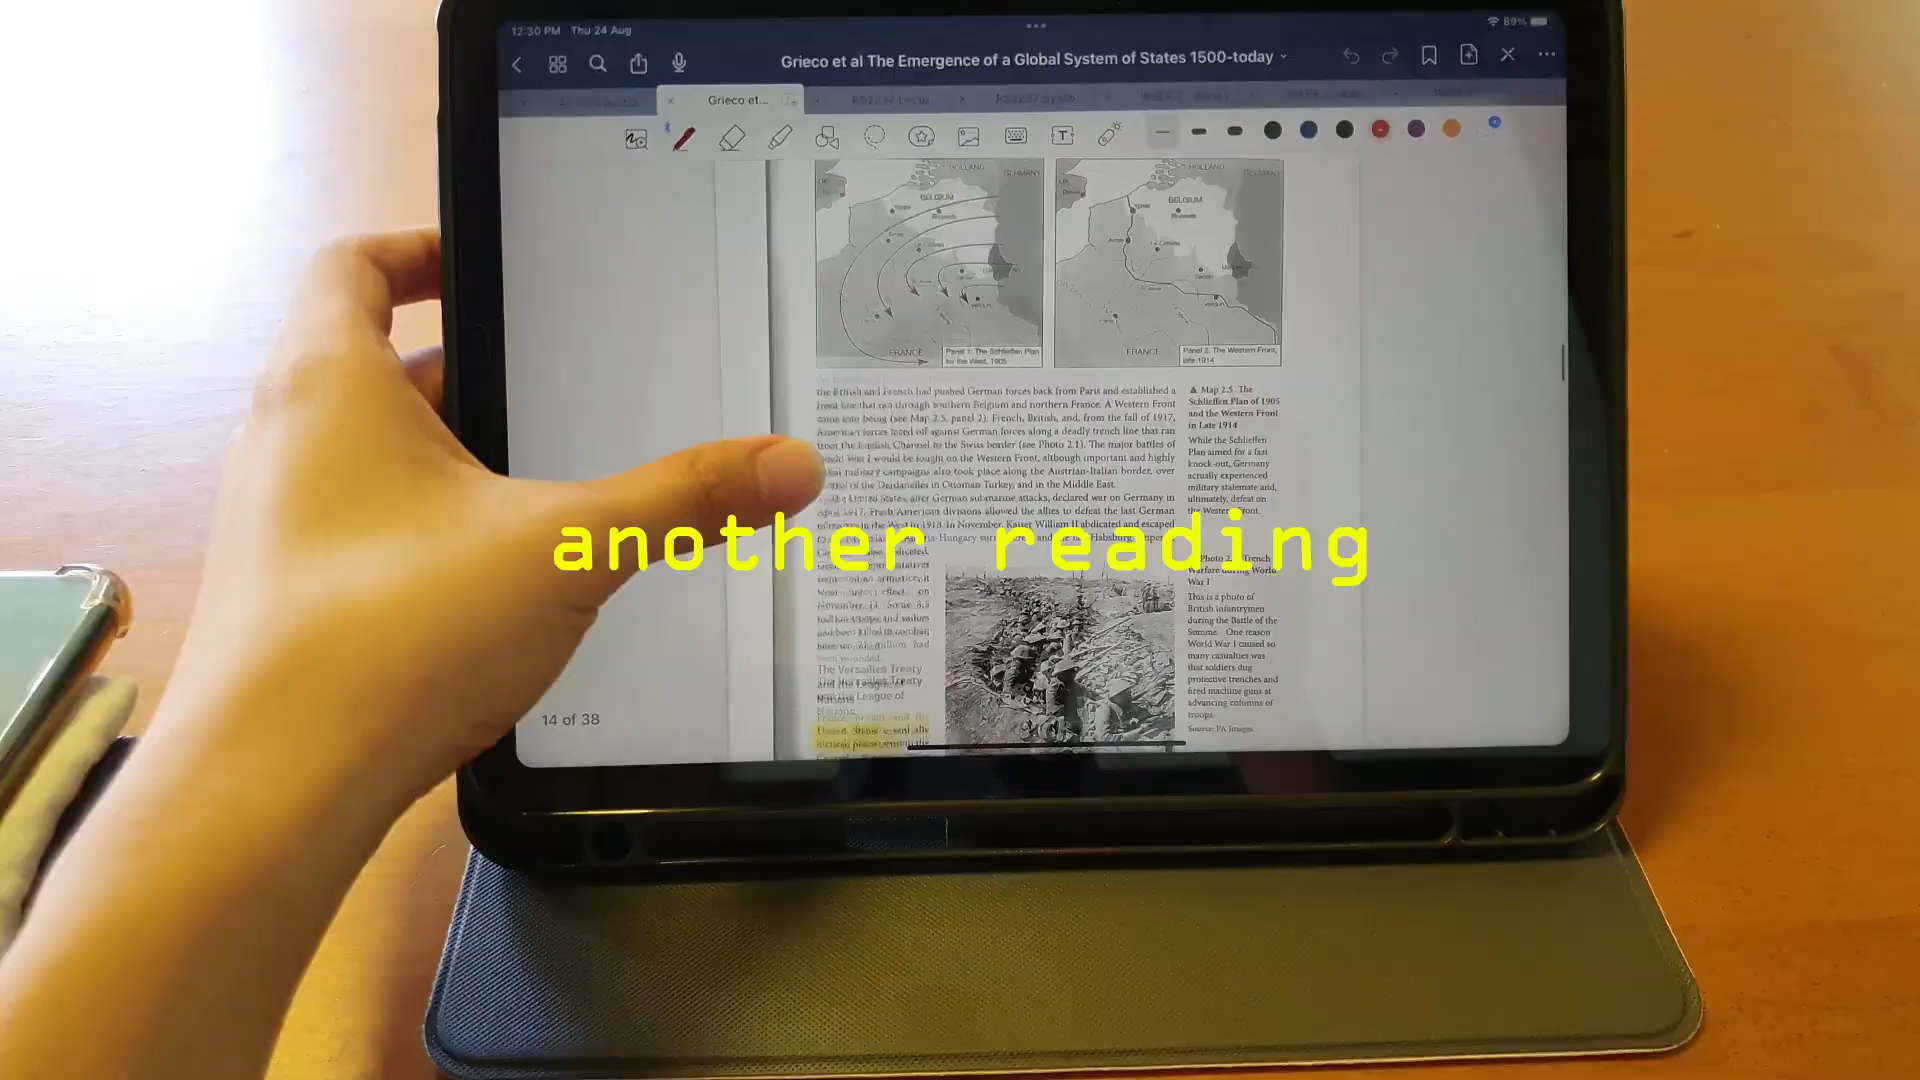 12:30 PM Thu 24 Aug
89%
Grieco et al The Emergence of a Global System of States 1500-today
Grieco et...
HOLLAND
GERMANY
BELGIUM
Brussels
Sedan
Verdun
FRANCE
Panel 1: The Schlieffen Plan
for the West, 1905
HOLLAND
GERMANY
BELGIUM
Brussels
Ypres
Sedan
Verdun
Paris
FRANCE
Panel 2: The Western Front,
late 1914
the British and French had pushed German forces back from Paris and established a
front line that ran through southern Belgium and northern France. A Western Front
came into being (see Map 2.5, panel 2). French, British, and, from the fall of 1917,
American forces faced off against German forces along a deadly trench line that ran
from the English Channel to the Swiss border (see Photo 2.1). The major battles of
World War I would be fought on the Western Front, although important and highly
military campaigns also took place along the Austrian-Italian border, over
of the Dardanelles in Ottoman Turkey, and in the Middle East.
The United States, after German submarine attacks, declared war on Germany in
April 1917. Fresh American divisions allowed the allies to defeat the last German
in the West in 1918. In November, Kaiser William II abdicated and escaped
▲ Map 2.5. The
Schlieffen Plan of 1905
and the Western Front
in Late 1914
While the Schlieffen
Plan aimed for a fast
knock-out, Germany
actually experienced
military stalemate and,
ultimately, defeat on
the Western Front.
another reading
Trench
Warfare during World
War I
This is a photo of
British infantrymen
during the Battle of the
Somme. One reason
World War I caused so
many casualties was
that soldiers dug
protective trenches and
fired machine guns at
advancing columns of
troops.
Source: PA Images
The Versailles Treaty
and the League of
Nations
14 of 38